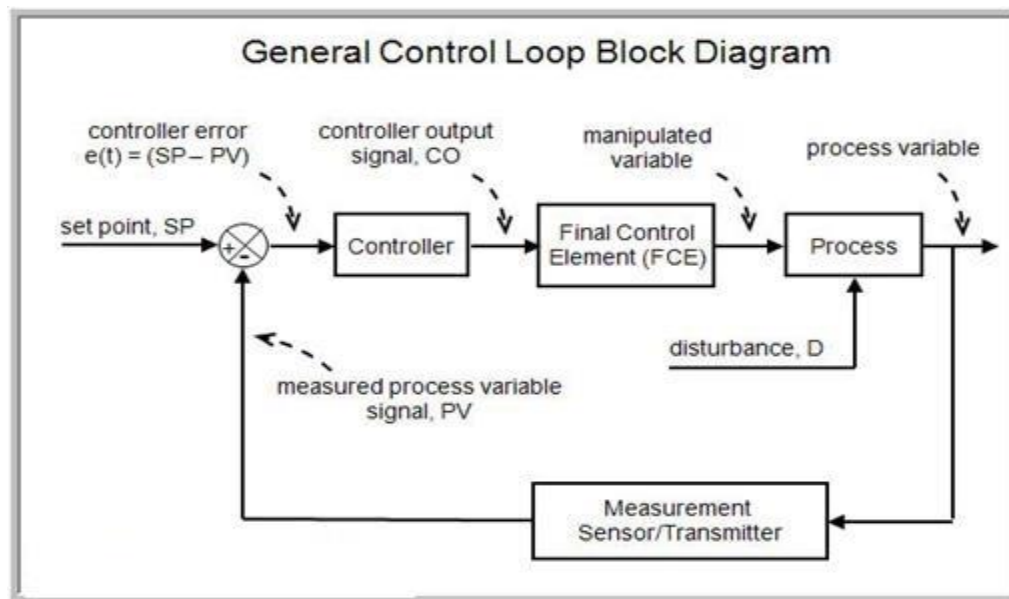 General Control Loop Block Diagram
controller error
e(t) = (SP – PV)
controller output
signal, CO
manipulated
variable
process variable
set point, SP
+
-
Controller
Final Control
Element (FCE)
Process
disturbance, D
measured process variable
signal, PV
Measurement
Sensor/Transmitter